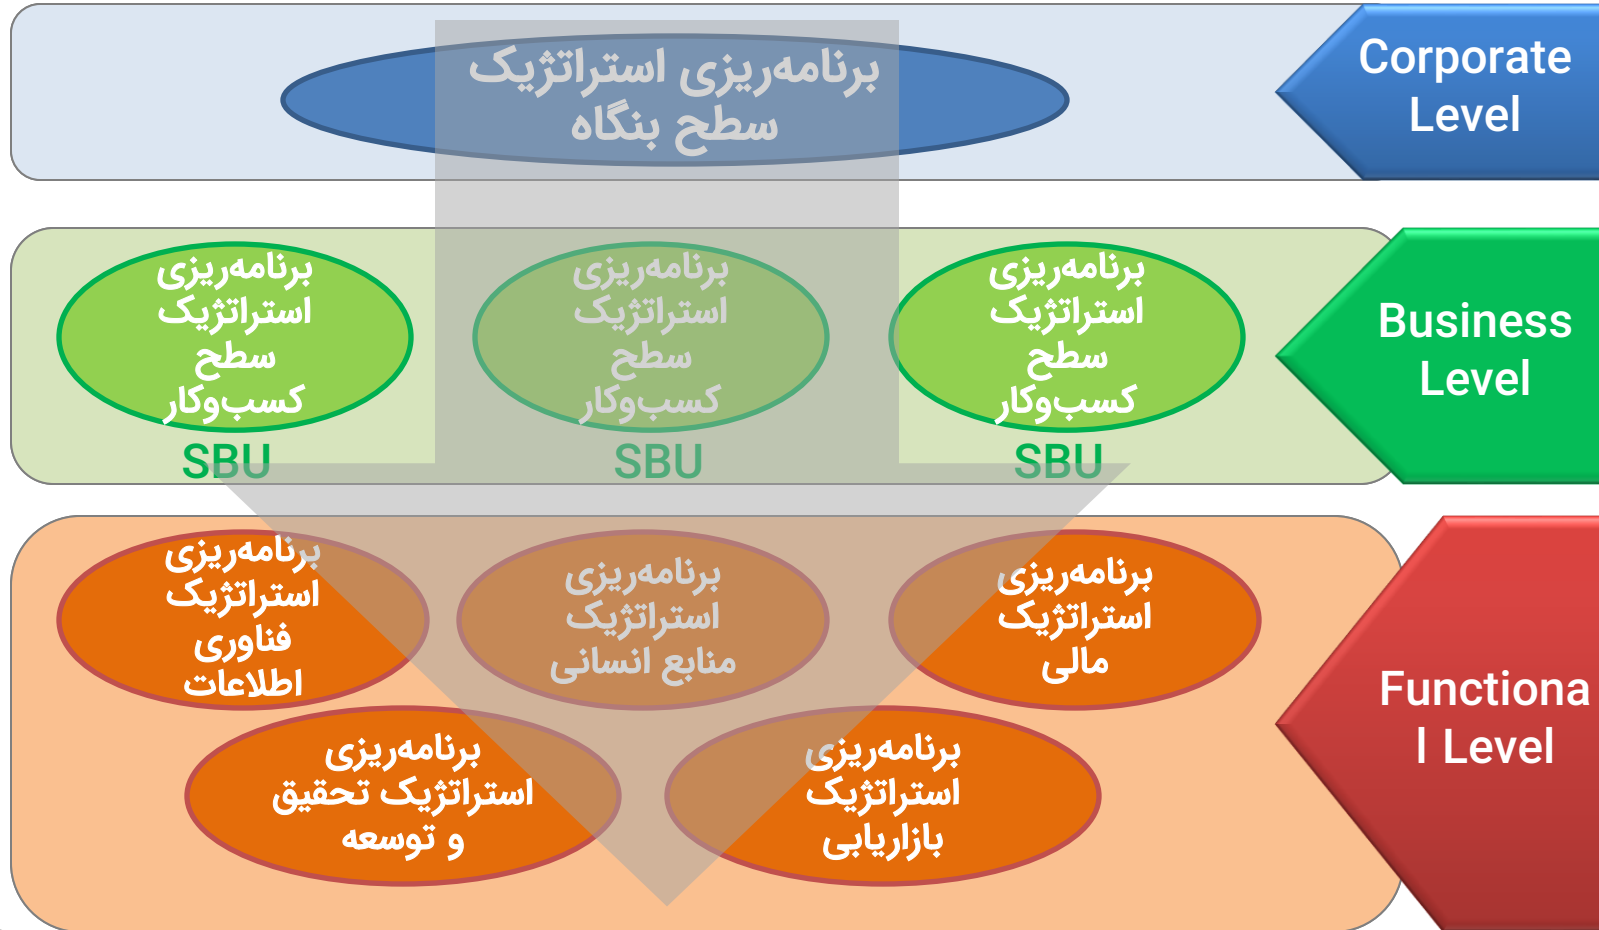 برنامه‌ریزی استراتژیک
سطح بنگاه
Corporate
Level
برنامه‌ریزی
استراتژیک
سطح
کسب‌وکار
SBU
برنامه‌ریزی
استراتژیک
سطح
کسب‌وکار
SBU
برنامه‌ریزی
استراتژیک
سطح
کسب‌وکار
SBU
Business
Level
برنامه‌ریزی
استراتژیک
مالی
برنامه‌ریزی
استراتژیک
منابع انسانی
برنامه‌ریزی
استراتژیک
فناوری
اطلاعات
برنامه‌ریزی
استراتژیک
بازاریابی
برنامه‌ریزی
استراتژیک تحقیق
و توسعه
Functiona
l Level